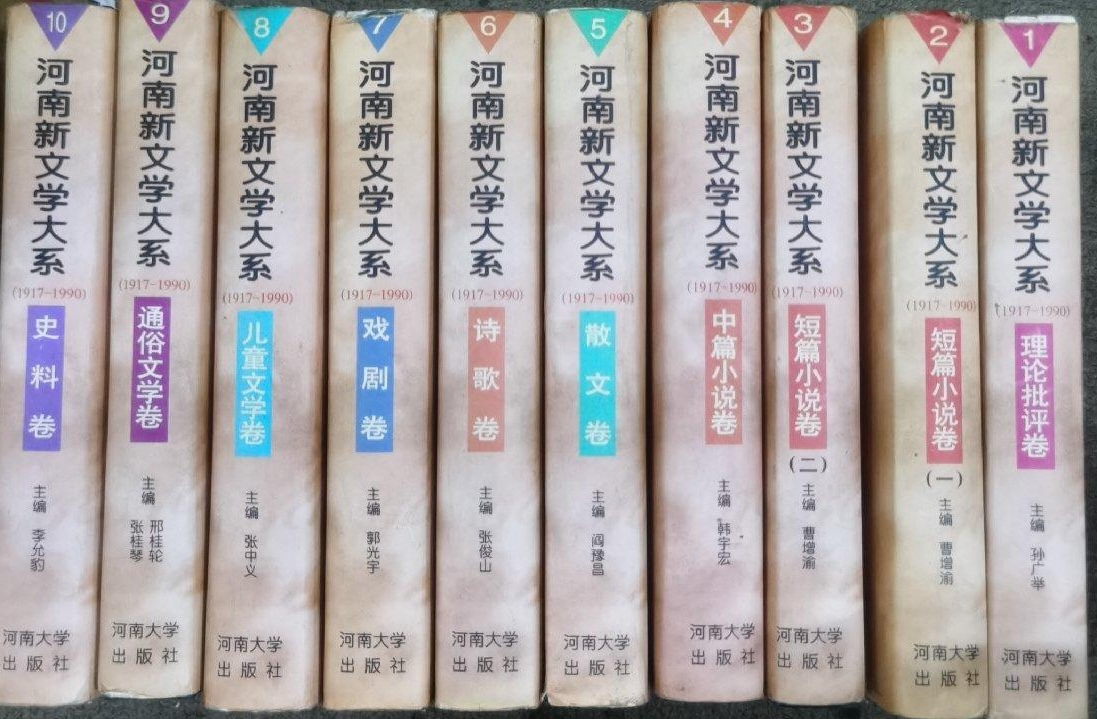 10
河南新文学大系
(1917-1990)
史料卷
主编
李允豹
河南大学
出版社
9
河南新文学大系
(1917-1990)
通俗文学卷
主编
邢桂轮
张桂琴
河南大学
出版社
8
河南新文学大系
(1917-1990)
儿童文学卷
主编
张中义
河南大学
出版社
7
河南新文学大系
(1917-1990)
戏剧卷
主编
郭光宇
河南大学
出版社
6
河南新文学大系
(1917-1990)
诗歌卷
主编
张俊山
河南大学
出版社
5
河南新文学大系
(1917-1990)
散文卷
主编
阎豫昌
河南大学
出版社
4
河南新文学大系
(1917-1990)
中篇小说卷
主编
韩宇宏
河南大学
出版社
3
河南新文学大系
(1917-1990)
短篇小说卷
(二)
主编
曹增渝
河南大学
出版社
2
河南新文学大系
(1917-1990)
短篇小说卷
(一)
主编
曹增渝
河南大学
出版社
1
河南新文学大系
(1917-1990)
理论批评卷
主编
孙广举
河南大学
出版社